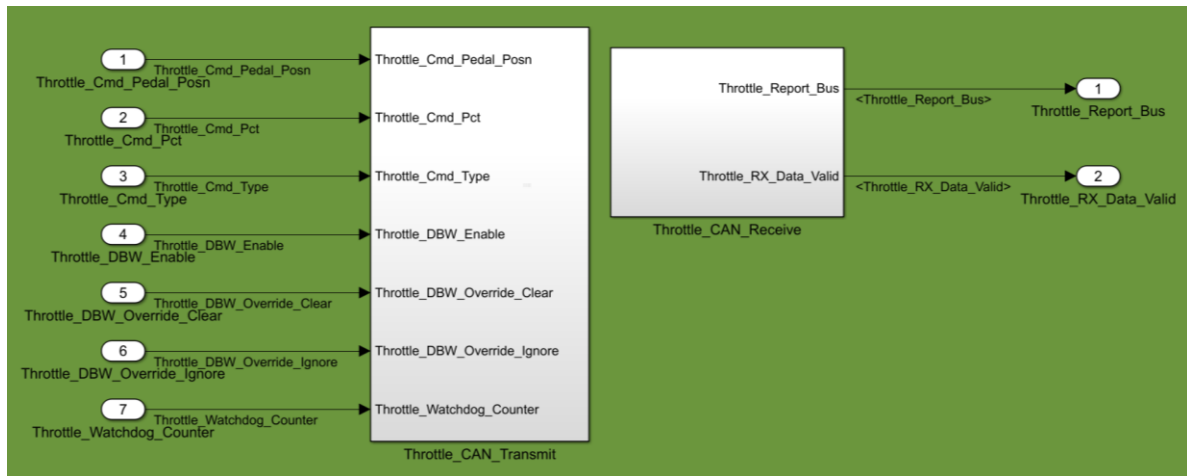 1
Throttle_Cmd_Pedal_Posn
Throttle_Cmd_Pedal_Posn
Throttle_Cmd_Pedal_Posn
2
Throttle_Cmd_Pct
Throttle_Cmd_Pct
Throttle_Cmd_Pct
3
Throttle_Cmd_Type
Throttle_Cmd_Type
Throttle_Cmd_Type
4
Throttle_DBW_Enable
Throttle_DBW_Enable
Throttle_DBW_Enable
5
Throttle_DBW_Override_Clear
Throttle_DBW_Override_Clear
Throttle_DBW_Override_Clear
6
Throttle_DBW_Override_Ignore
Throttle_DBW_Override_Ignore
Throttle_DBW_Override_Ignore
7
Throttle_Watchdog_Counter
Throttle_Watchdog_Counter
Throttle_Watchdog_Counter
Throttle_CAN_Transmit
Throttle_Report_Bus
<Throttle_Report_Bus>
1
Throttle_Report_Bus
Throttle_RX_Data_Valid
<Throttle_RX_Data_Valid>
2
Throttle_RX_Data_Valid
Throttle_CAN_Receive